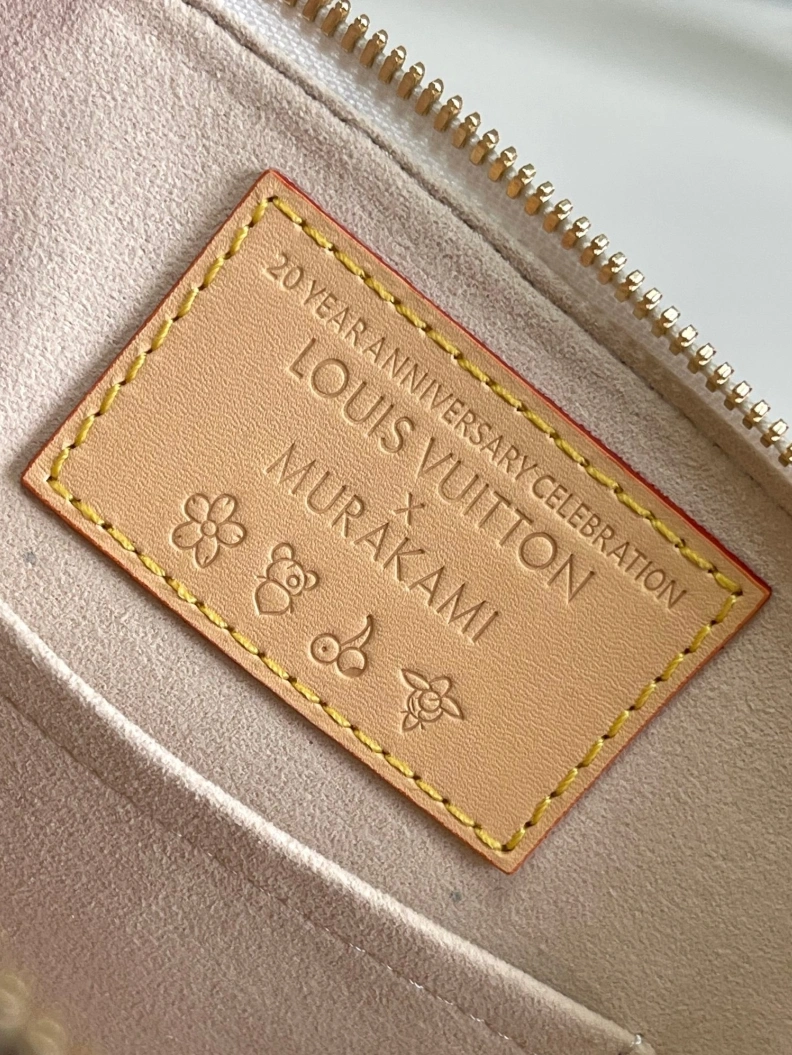 20 YEAR ANNIVERSARY CELEBRATION
LOUIS VUITTON
x
MURAKAMI